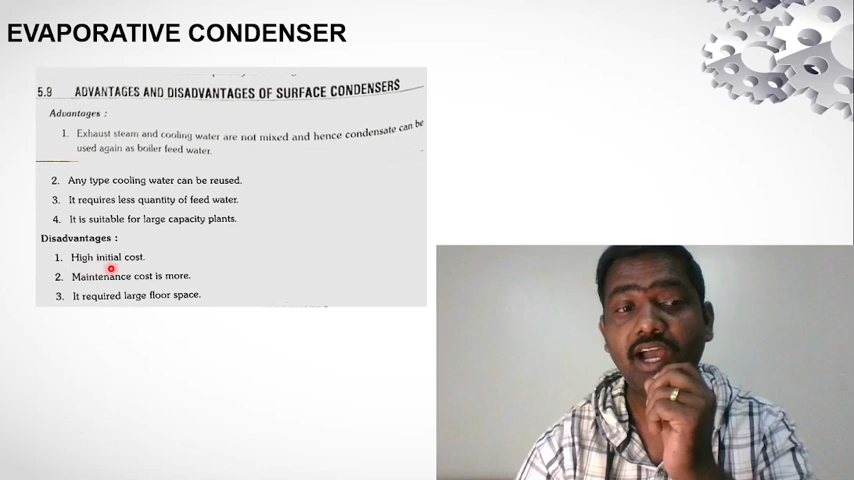 EVAPORATIVE CONDENSER
5.9 ADVANTAGES AND DISADVANTAGES OF SURFACE CONDENSERS
Advantages :
1. Exhaust steam and cooling water are not mixed and hence condensate can be
used again as boiler feed water.
2. Any type cooling water can be reused.
3. It requires less quantity of feed water.
4. It is suitable for large capacity plants.
Disadvantages :
1. High initial cost.
2. Maintenance cost is more.
3. It required large floor space.